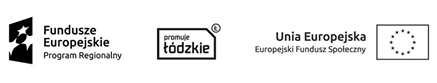 Fundusze
Europejskie
Program Regionalny
promuje
łódzkie
Ł
Unia Europejska
Europejski Fundusz Społeczny